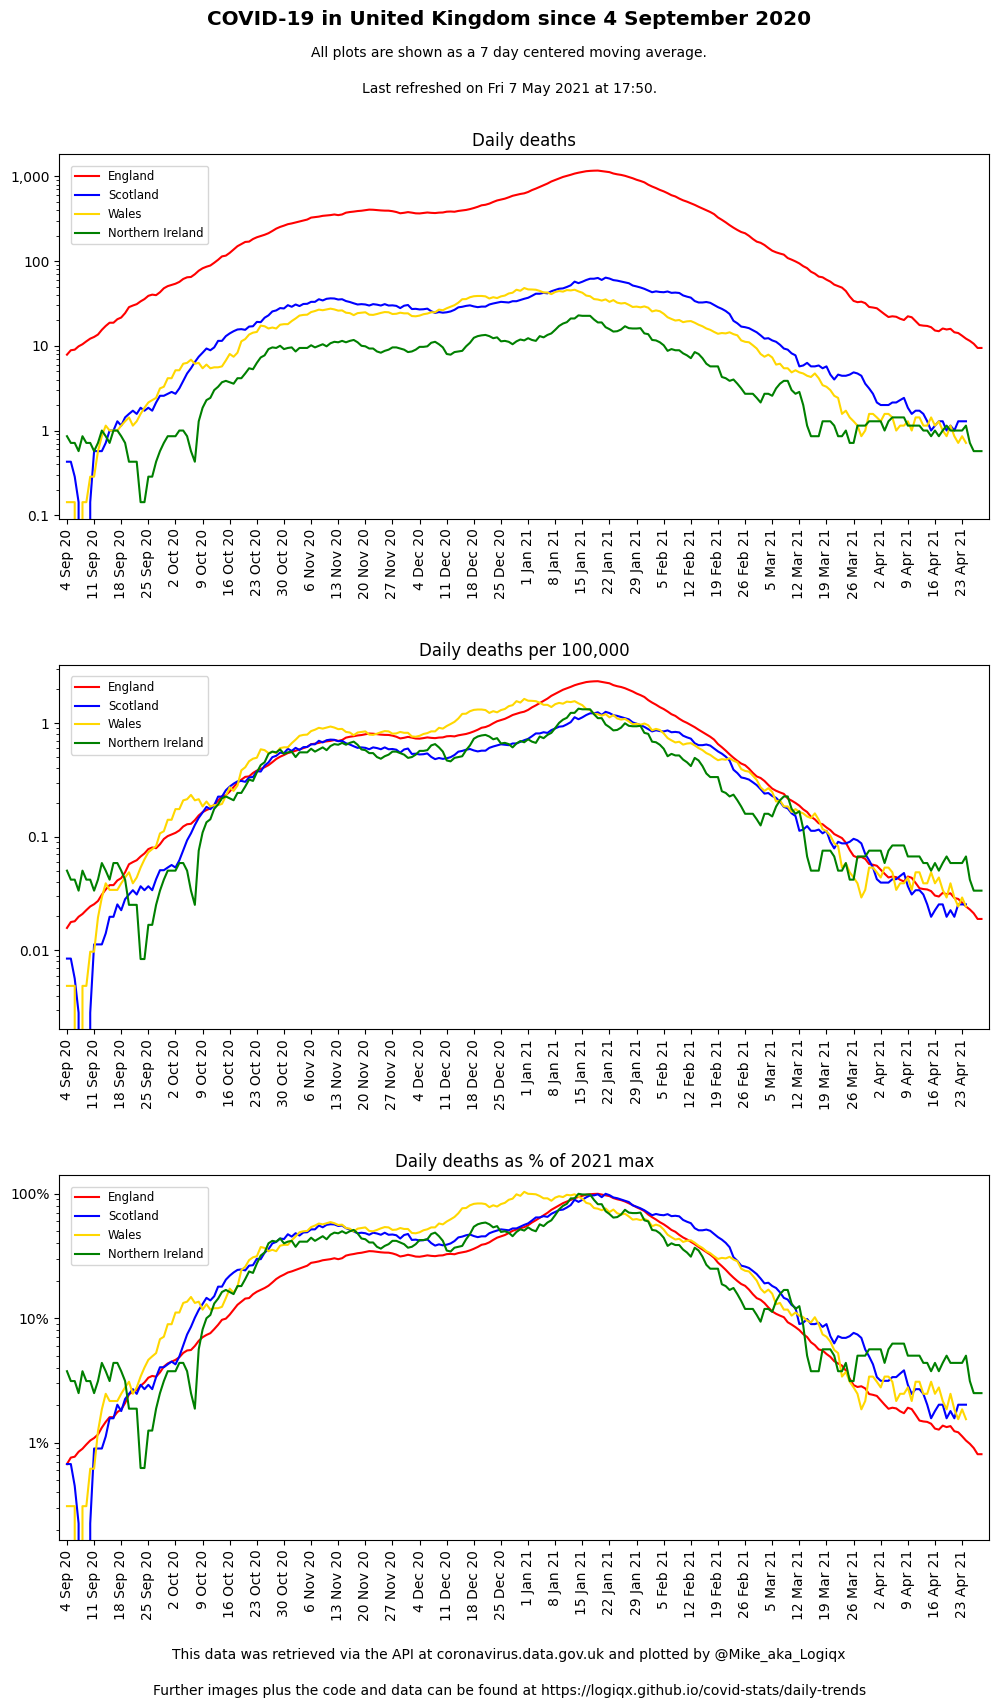 COVID-19 in United Kingdom since 4 September 2020
All plots are shown as a 7 day centered moving average.
Last refreshed on Fri 7 May 2021 at 17:50.
Daily deaths
England
Scotland
Wales
Northern Ireland
1,000
100
10
1
0.1
4 Sep 20
11 Sep 20
18 Sep 20
25 Sep 20
2 Oct 20
9 Oct 20
16 Oct 20
23 Oct 20
30 Oct 20
6 Nov 20
13 Nov 20
20 Nov 20
27 Nov 20
4 Dec 20
11 Dec 20
18 Dec 20
25 Dec 20
1 Jan 21
8 Jan 21
15 Jan 21
22 Jan 21
29 Jan 21
5 Feb 21
12 Feb 21
19 Feb 21
26 Feb 21
5 Mar 21
12 Mar 21
19 Mar 21
26 Mar 21
2 Apr 21
9 Apr 21
16 Apr 21
23 Apr 21
Daily deaths per 100,000
England
Scotland
Wales
Northern Ireland
1
0.1
0.01
4 Sep 20
11 Sep 20
18 Sep 20
25 Sep 20
2 Oct 20
9 Oct 20
16 Oct 20
23 Oct 20
30 Oct 20
6 Nov 20
13 Nov 20
20 Nov 20
27 Nov 20
4 Dec 20
11 Dec 20
18 Dec 20
25 Dec 20
1 Jan 21
8 Jan 21
15 Jan 21
22 Jan 21
29 Jan 21
5 Feb 21
12 Feb 21
19 Feb 21
26 Feb 21
5 Mar 21
12 Mar 21
19 Mar 21
26 Mar 21
2 Apr 21
9 Apr 21
16 Apr 21
23 Apr 21
Daily deaths as % of 2021 max
England
Scotland
Wales
Northern Ireland
100%
10%
1%
4 Sep 20
11 Sep 20
18 Sep 20
25 Sep 20
2 Oct 20
9 Oct 20
16 Oct 20
23 Oct 20
30 Oct 20
6 Nov 20
13 Nov 20
20 Nov 20
27 Nov 20
4 Dec 20
11 Dec 20
18 Dec 20
25 Dec 20
1 Jan 21
8 Jan 21
15 Jan 21
22 Jan 21
29 Jan 21
5 Feb 21
12 Feb 21
19 Feb 21
26 Feb 21
5 Mar 21
12 Mar 21
19 Mar 21
26 Mar 21
2 Apr 21
9 Apr 21
16 Apr 21
23 Apr 21
This data was retrieved via the API at coronavirus.data.gov.uk and plotted by @Mike_aka_Logiqx
Further images plus the code and data can be found at https://logiqx.github.io/covid-stats/daily-trends